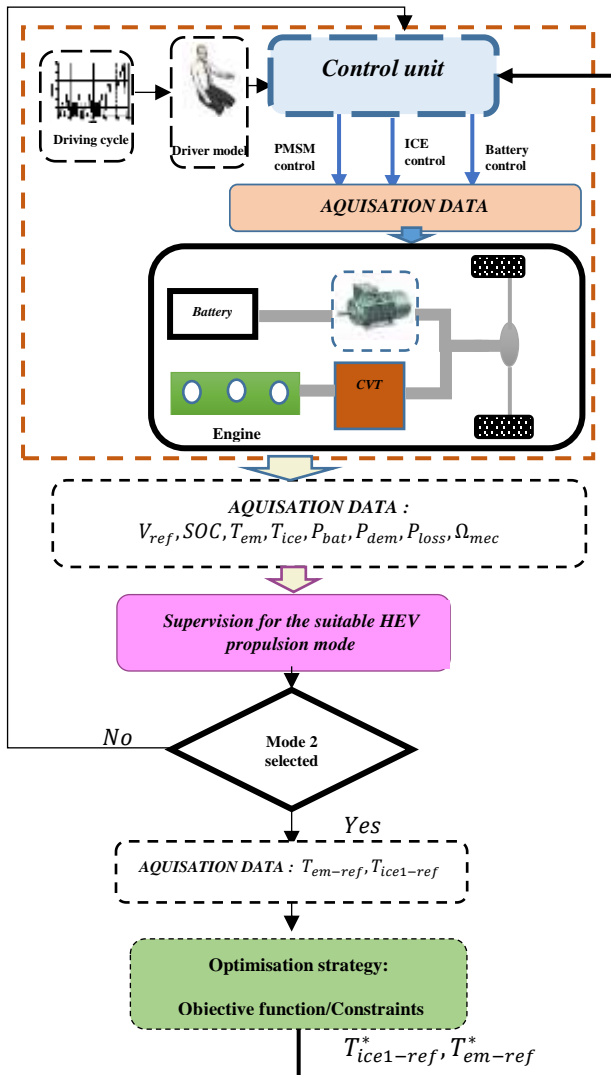 Control unit
Driving cycle
Driver model
PMSM
control
ICE
control
Battery
control
AQUISATION DATA
Battery
CVT
Engine
AQUISATION DATA :
V_ref, SOC, T_em, T_ice, P_bat, P_dem, P_loss, Ω_mec
Supervision for the suitable HEV
propulsion mode
No
Mode 2
selected
Yes
AQUISATION DATA : T_em−ref, T_ice1−ref
Optimisation strategy:
Objective function/Constraints
T*_ice1−ref, T*_em−ref